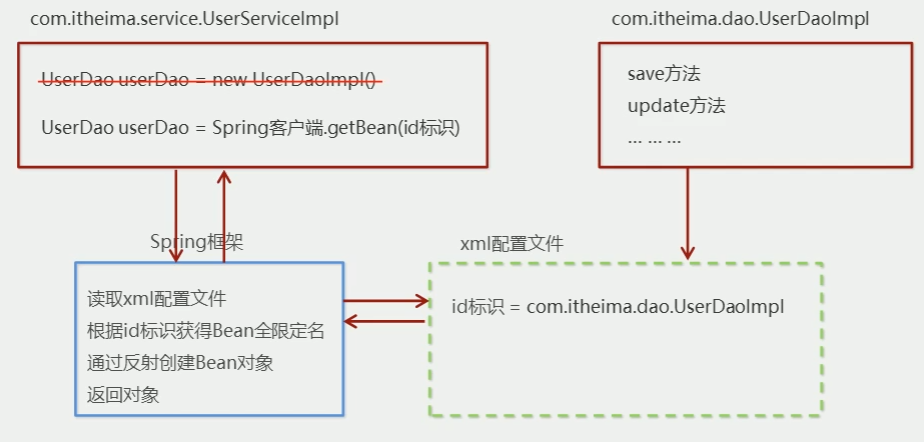 com.itheima.service.UserServiceImpl
UserDao userDao = new UserDaoImpl()
UserDao userDao = Spring客户端.getBean(id标识)
com.itheima.dao.UserDaoImpl
save方法
update方法
... ... ...
Spring框架
读取xml配置文件
根据id标识获得Bean全限定名
通过反射创建Bean对象
返回对象
xml配置文件
id标识 = com.itheima.dao.UserDaoImpl